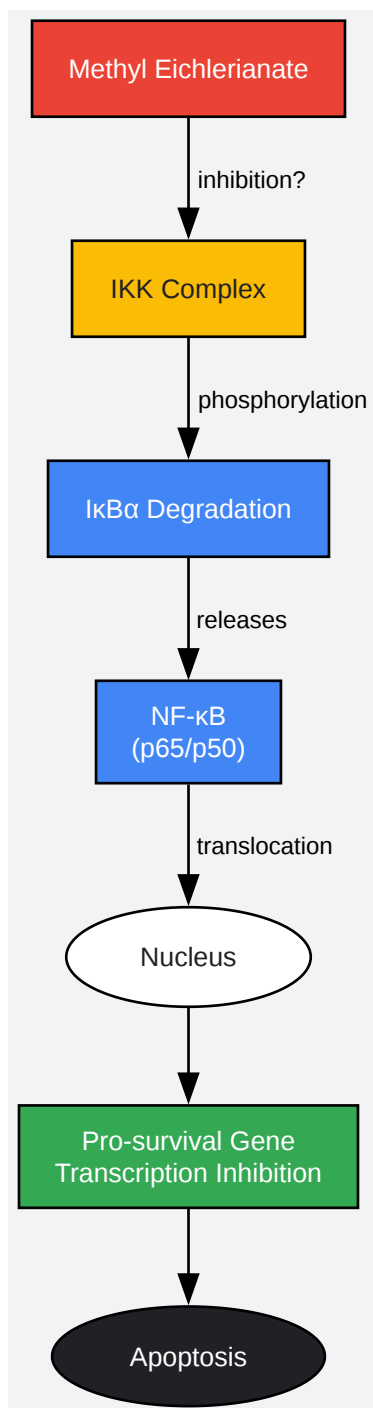 Methyl Eichlerianate
inhibition?
IKK Complex
phosphorylation
IκBα Degradation
releases
NF-κB
(p65/p50)
translocation
Nucleus
Pro-survival Gene
Transcription Inhibition
Apoptosis